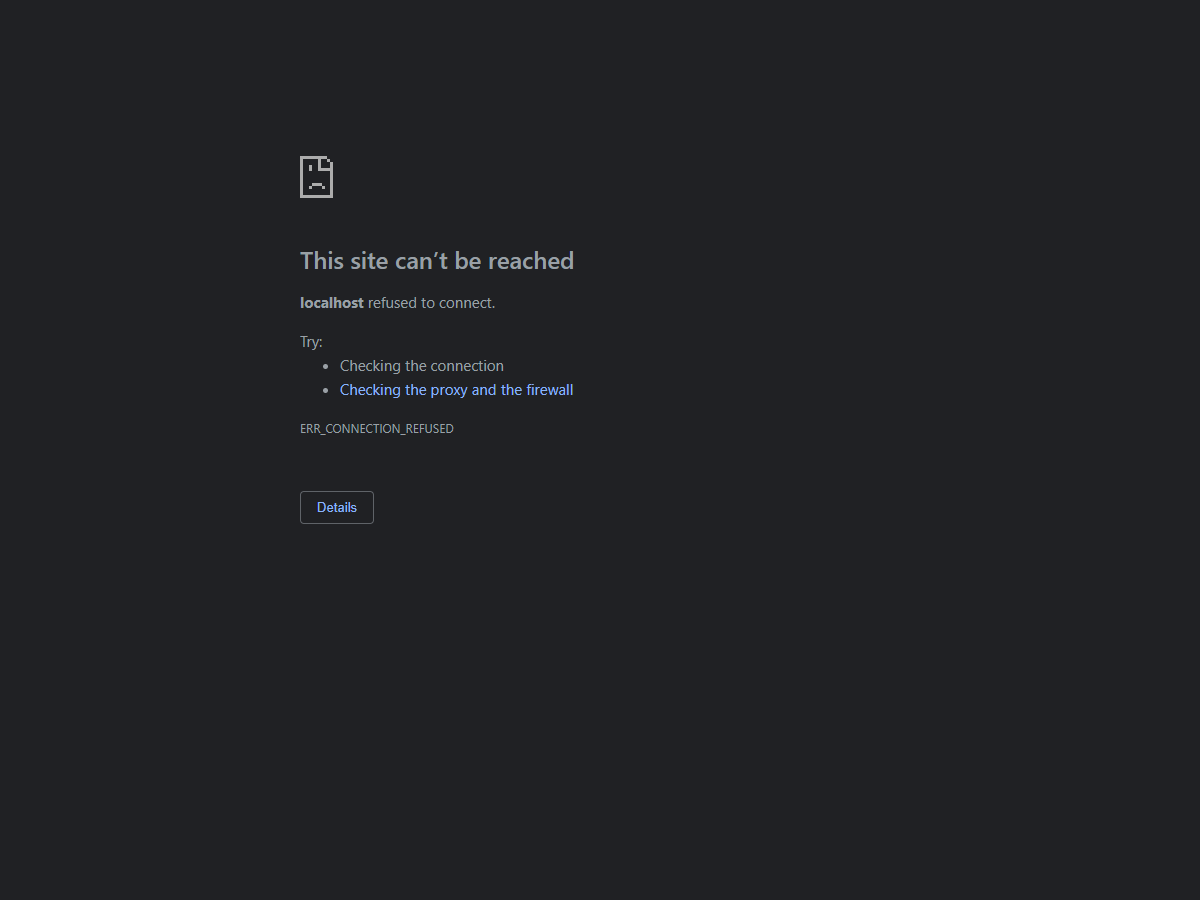 This site can’t be reached
localhost refused to connect.
Try:
Checking the connection
Checking the proxy and the firewall
ERR_CONNECTION_REFUSED
Details